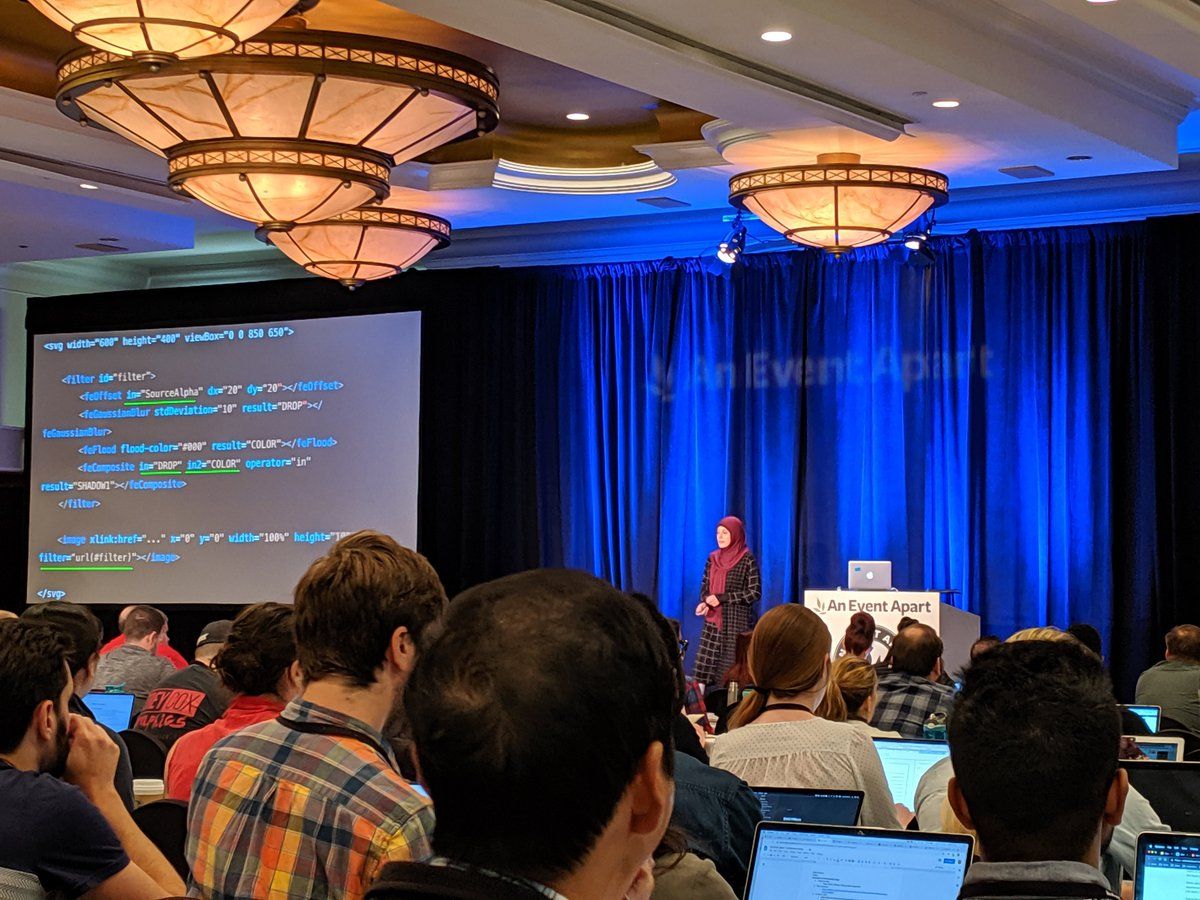 <svg width="600" height="400" viewBox="0 0 850 650">
<filter id="filter">
<feOffset in="SourceAlpha" dx="20" dy="20"></feOffset>
<feGaussianBlur stdDeviation="10" result="DROP"></
feGaussianBlur>
<feFlood flood-color="#000" result="COLOR"></feFlood>
<feComposite in="DROP" in2="COLOR" operator="in"
result="SHADOW1"></feComposite>
</filter>
<image xlink:href="..." x="0" y="0" width="100%" height=
filter="url(#filter)"></image>
</svg>
An Event Apart
An Event Apart